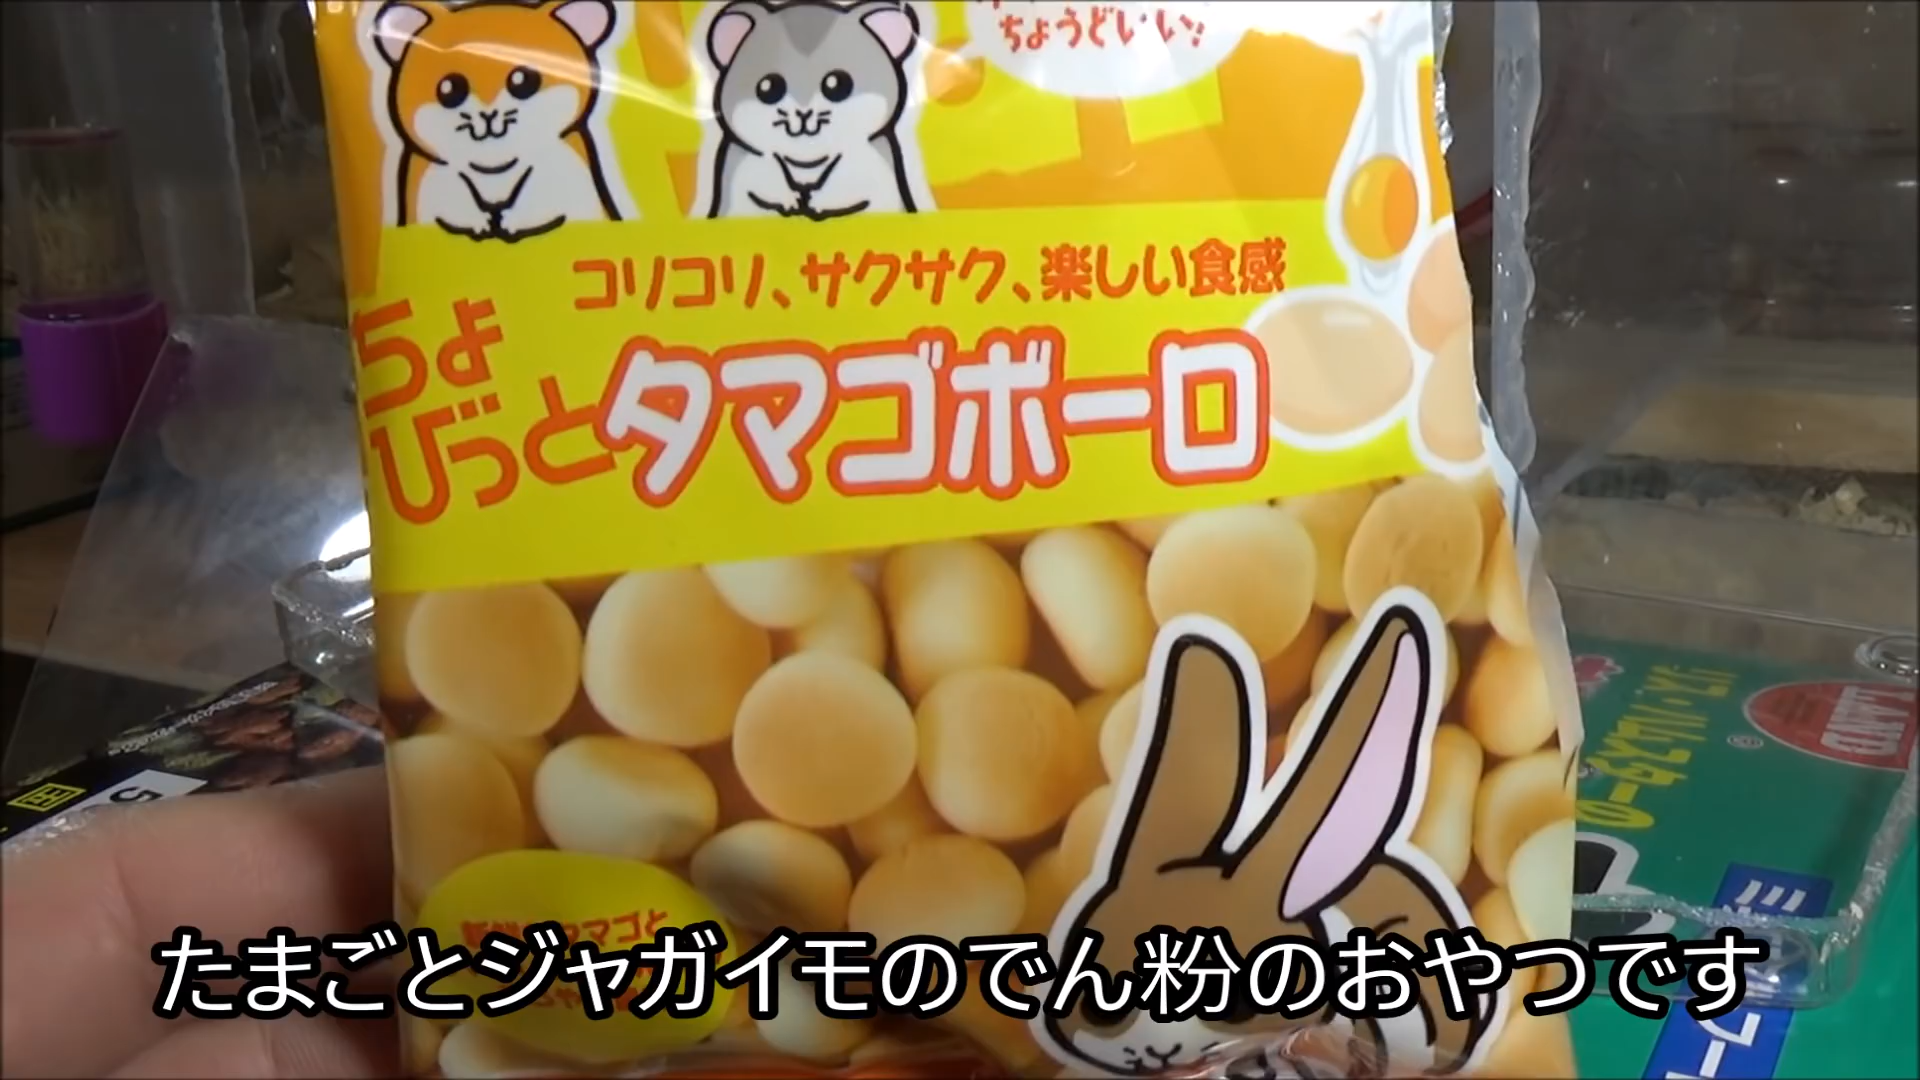 ちょうどいい!
コリコリ、サクサク、楽しい食感
ちょびっとタマゴボーロ
たまごとジャガイモのでん粉のおやつです